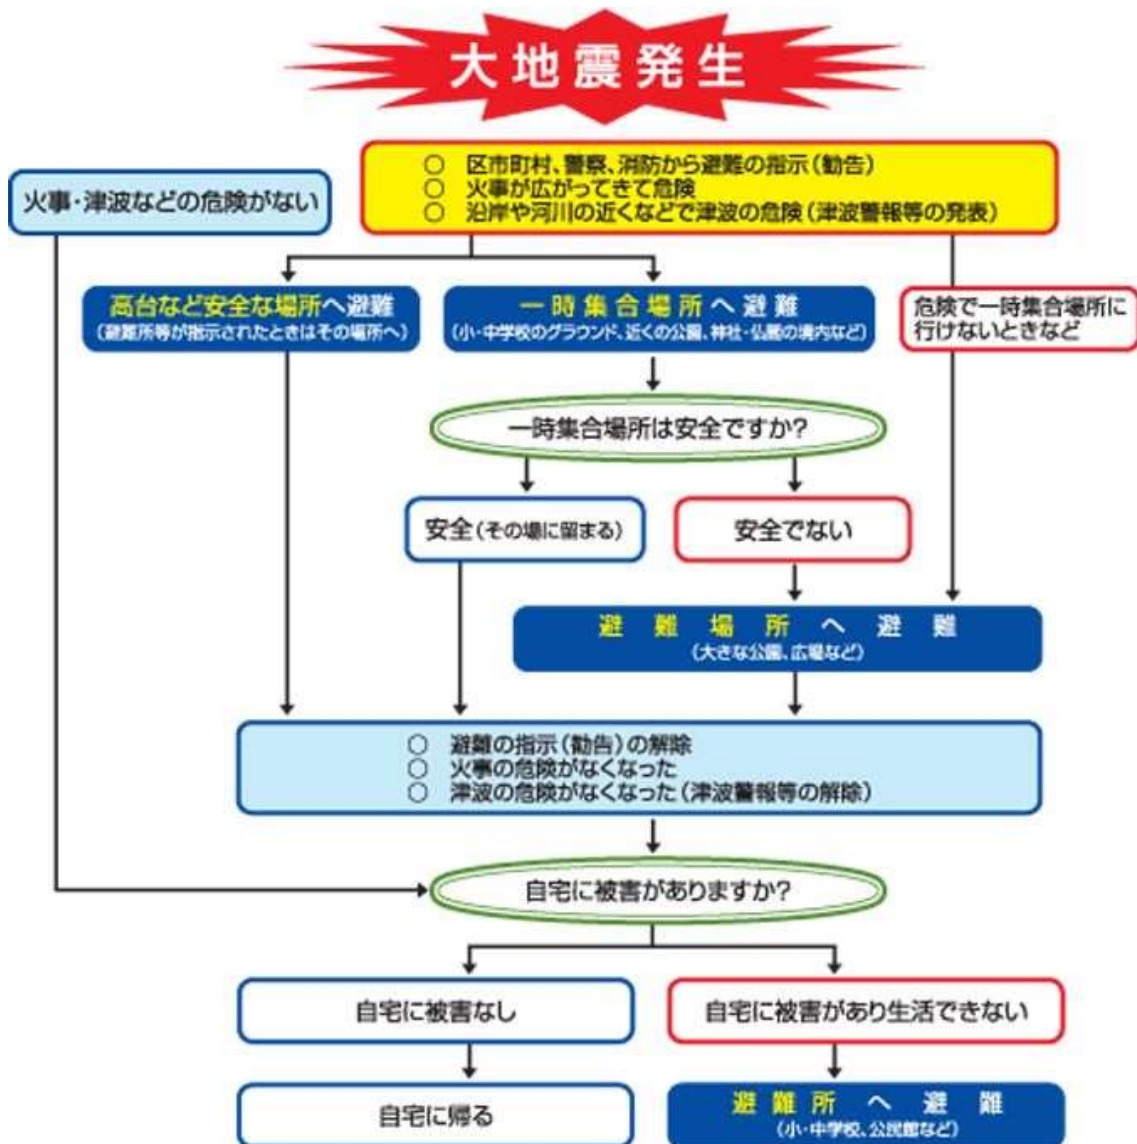 大地震発生
火事・津波などの危険がない
○ 区市町村、警察、消防から避難の指示(勧告)
○ 火事が広がってきて危険
○ 沿岸や河川の近くなどで津波の危険(津波警報等の発表)
高台など安全な場所へ避難
(避難所等が指示されたときはその場所へ)
一時集合場所へ避難
(小・中学校のグラウンド、近くの公園、神社・仏閣の境内など)
危険で一時集合場所に
行けないときなど
一時集合場所は安全ですか?
安全(その場に留まる)
安全でない
避難場所へ避難
(大きな公園、広場など)
○ 避難の指示(勧告)の解除
○ 火事の危険がなくなった
○ 津波の危険がなくなった(津波警報等の解除)
自宅に被害がありますか?
自宅に被害なし
自宅に被害があり生活できない
自宅に帰る
避難所へ避難
(小・中学校、公民館など)